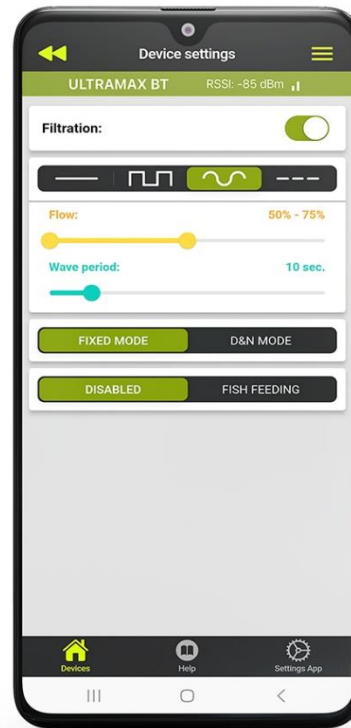 Device settings
ULTRAMAX BT RSSI: -85 dBm
Filtration:
Flow: 50% - 75%
Wave period: 10 sec.
FIXED MODE D&N MODE
DISABLED FISH FEEDING
Devices Help Settings App